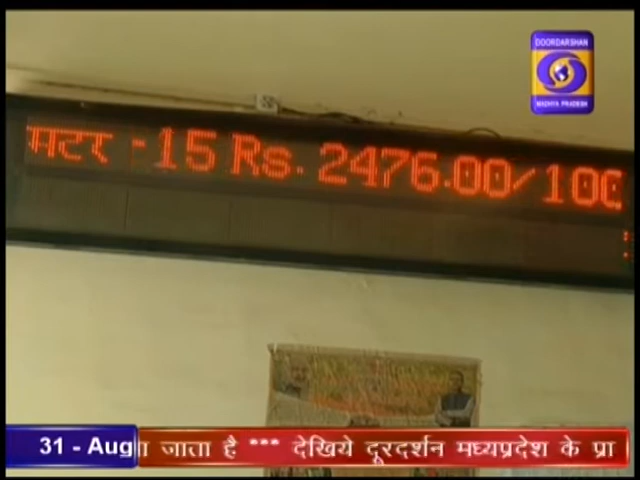 DOORDARSHAN
MADHYA PRADESH
मटर -15 Rs. 2476.00/100
31 - Aug
ा जाता है *** देखिये दूरदर्शन मध्यप्रदेश के प्रा